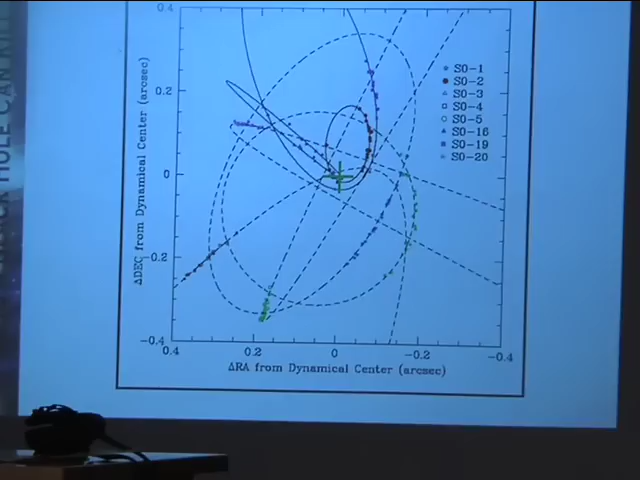 0.4
0.2
0
−0.2
−0.4
ΔDEC from Dynamical Center (arcsec)
S0−1
S0−2
S0−3
S0−4
S0−5
S0−16
S0−19
S0−20
0.4
0.2
0
−0.2
−0.4
ΔRA from Dynamical Center (arcsec)
HOLE CAN